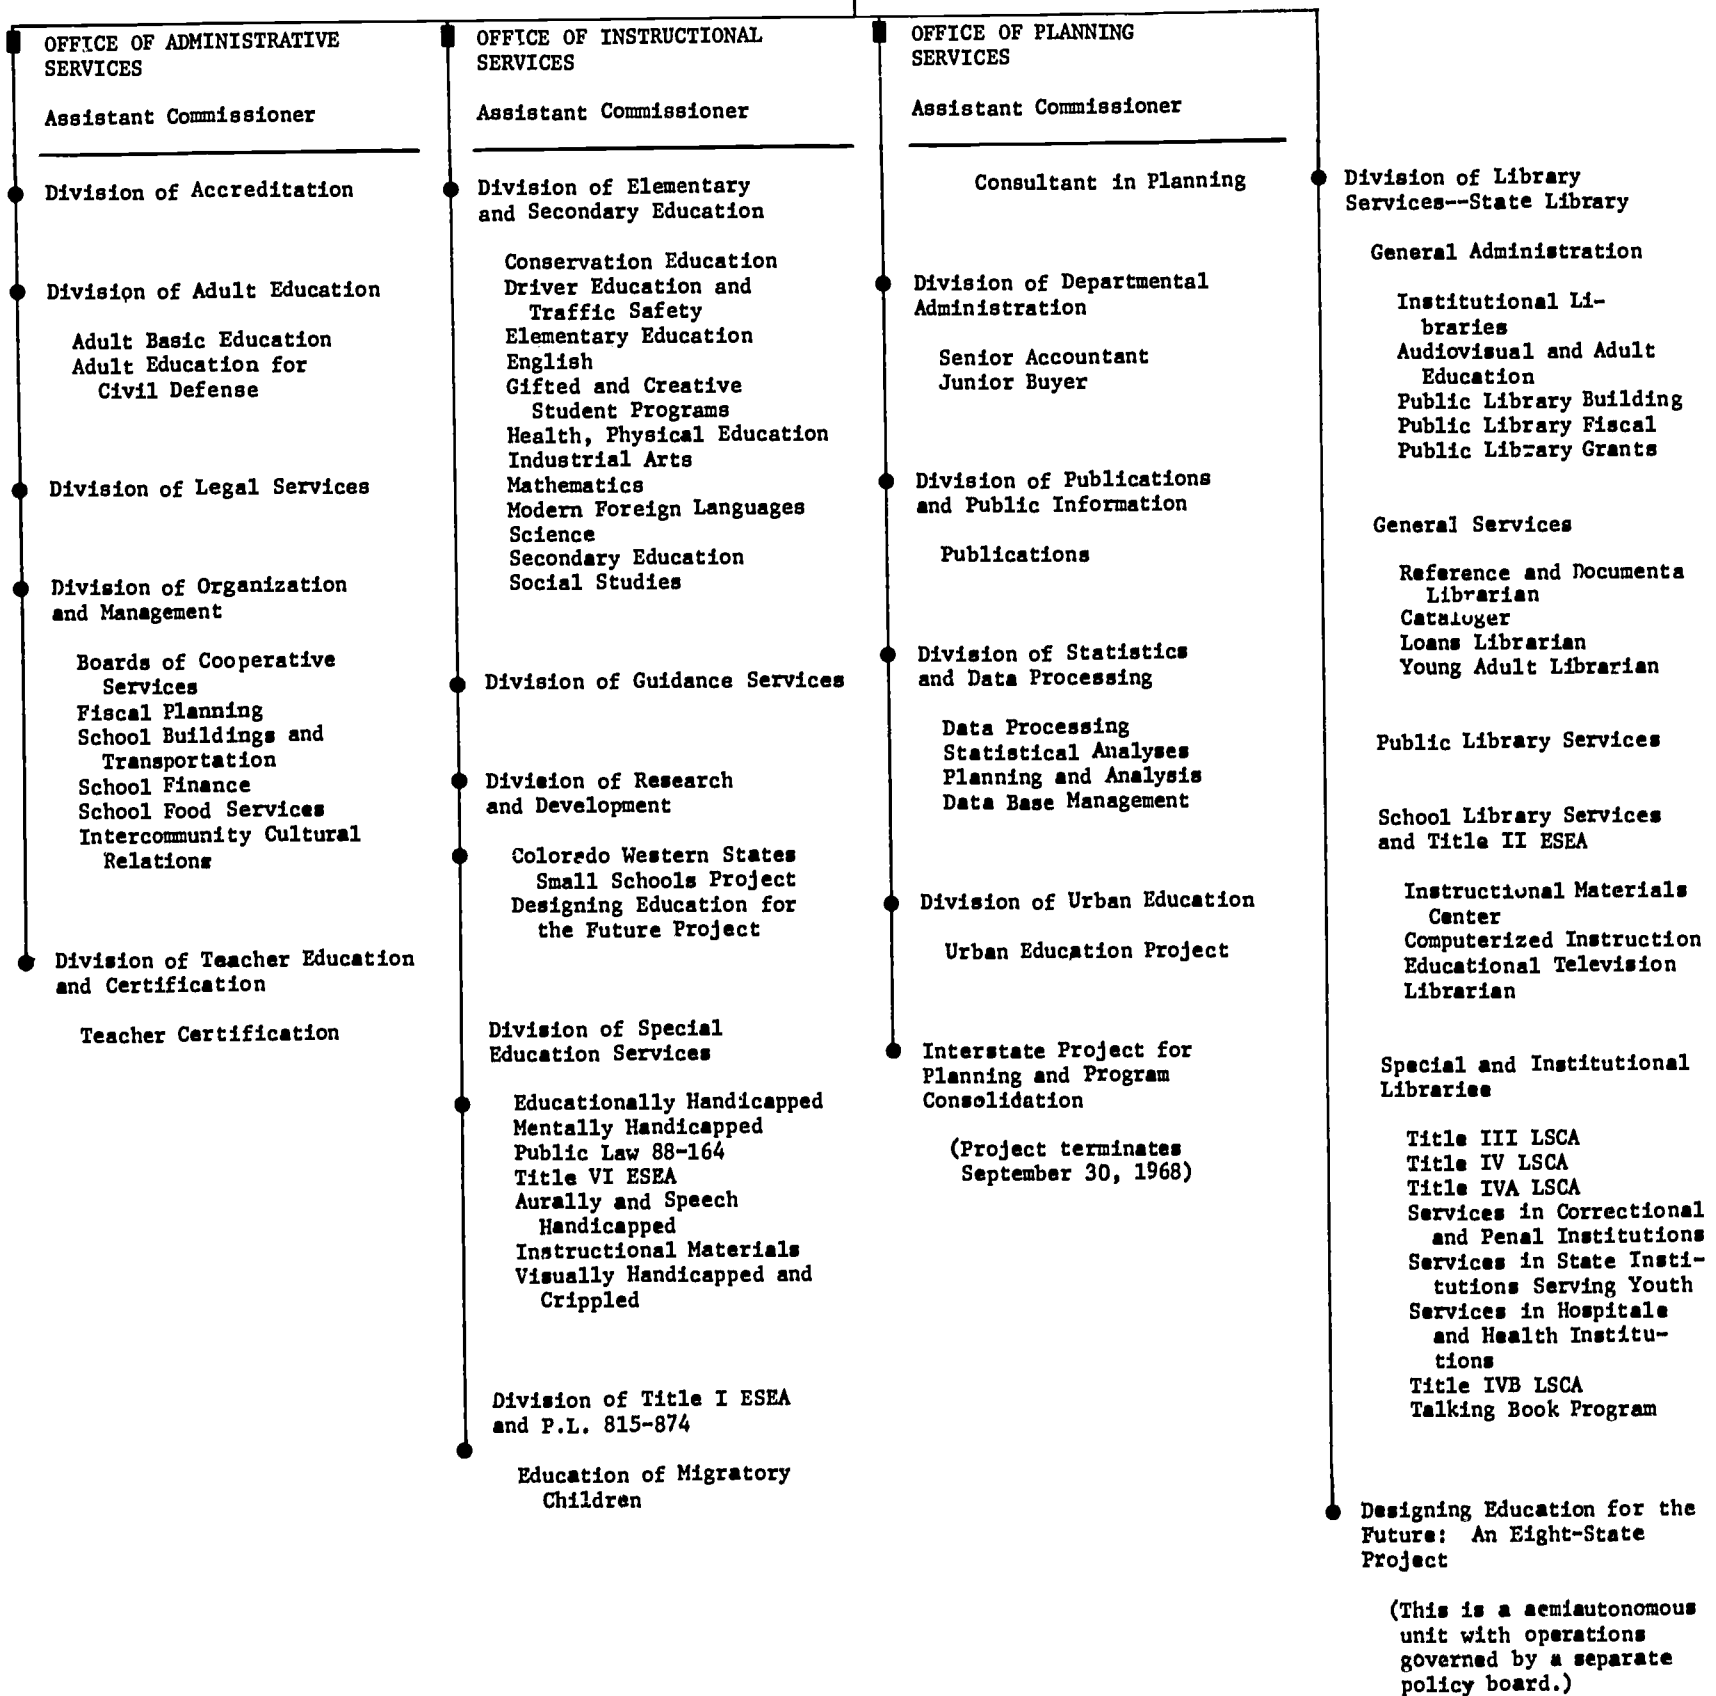 OFFICE OF ADMINISTRATIVE
SERVICES
Assistant Commissioner
Division of Accreditation
Division of Adult Education
Adult Basic Education
Adult Education for
Civil Defense
Division of Legal Services
Division of Organization
and Management
Boards of Cooperative
Services
Fiscal Planning
School Buildings and
Transportation
School Finance
School Food Services
Intercommunity Cultural
Relations
Division of Teacher Education
and Certification
Teacher Certification
OFFICE OF INSTRUCTIONAL
SERVICES
Assistant Commissioner
Division of Elementary
and Secondary Education
Conservation Education
Driver Education and
Traffic Safety
Elementary Education
English
Gifted and Creative
Student Programs
Health, Physical Education
Industrial Arts
Mathematics
Modern Foreign Languages
Science
Secondary Education
Social Studies
Division of Guidance Services
Division of Research
and Development
Colorado Western States
Small Schools Project
Designing Education for
the Future Project
Division of Special
Education Services
Educationally Handicapped
Mentally Handicapped
Public Law 88-164
Title VI ESEA
Aurally and Speech
Handicapped
Instructional Materials
Visually Handicapped and
Crippled
Division of Title I ESEA
and P.L. 815-874
Education of Migratory
Children
OFFICE OF PLANNING
SERVICES
Assistant Commissioner
Consultant in Planning
Division of Departmental
Administration
Senior Accountant
Junior Buyer
Division of Publications
and Public Information
Publications
Division of Statistics
and Data Processing
Data Processing
Statistical Analyses
Planning and Analysis
Data Base Management
Division of Urban Education
Urban Education Project
Interstate Project for
Planning and Program
Consolidation
(Project terminates
September 30, 1968)
Division of Library
Services--State Library
General Administration
Institutional Li-
braries
Audiovisual and Adult
Education
Public Library Building
Public Library Fiscal
Public Library Grants
General Services
Reference and Documents
Librarian
Cataloger
Loans Librarian
Young Adult Librarian
Public Library Services
School Library Services
and Title II ESEA
Instructional Materials
Center
Computerized Instruction
Educational Television
Librarian
Special and Institutional
Libraries
Title III LSCA
Title IV LSCA
Title IVA LSCA
Services in Correctional
and Penal Institutions
Services in State Insti-
tutions Serving Youth
Services in Hospitals
and Health Institu-
tions
Title IVB LSCA
Talking Book Program
Designing Education for the
Future: An Eight-State
Project
(This is a semiautonomous
unit with operations
governed by a separate
policy board.)